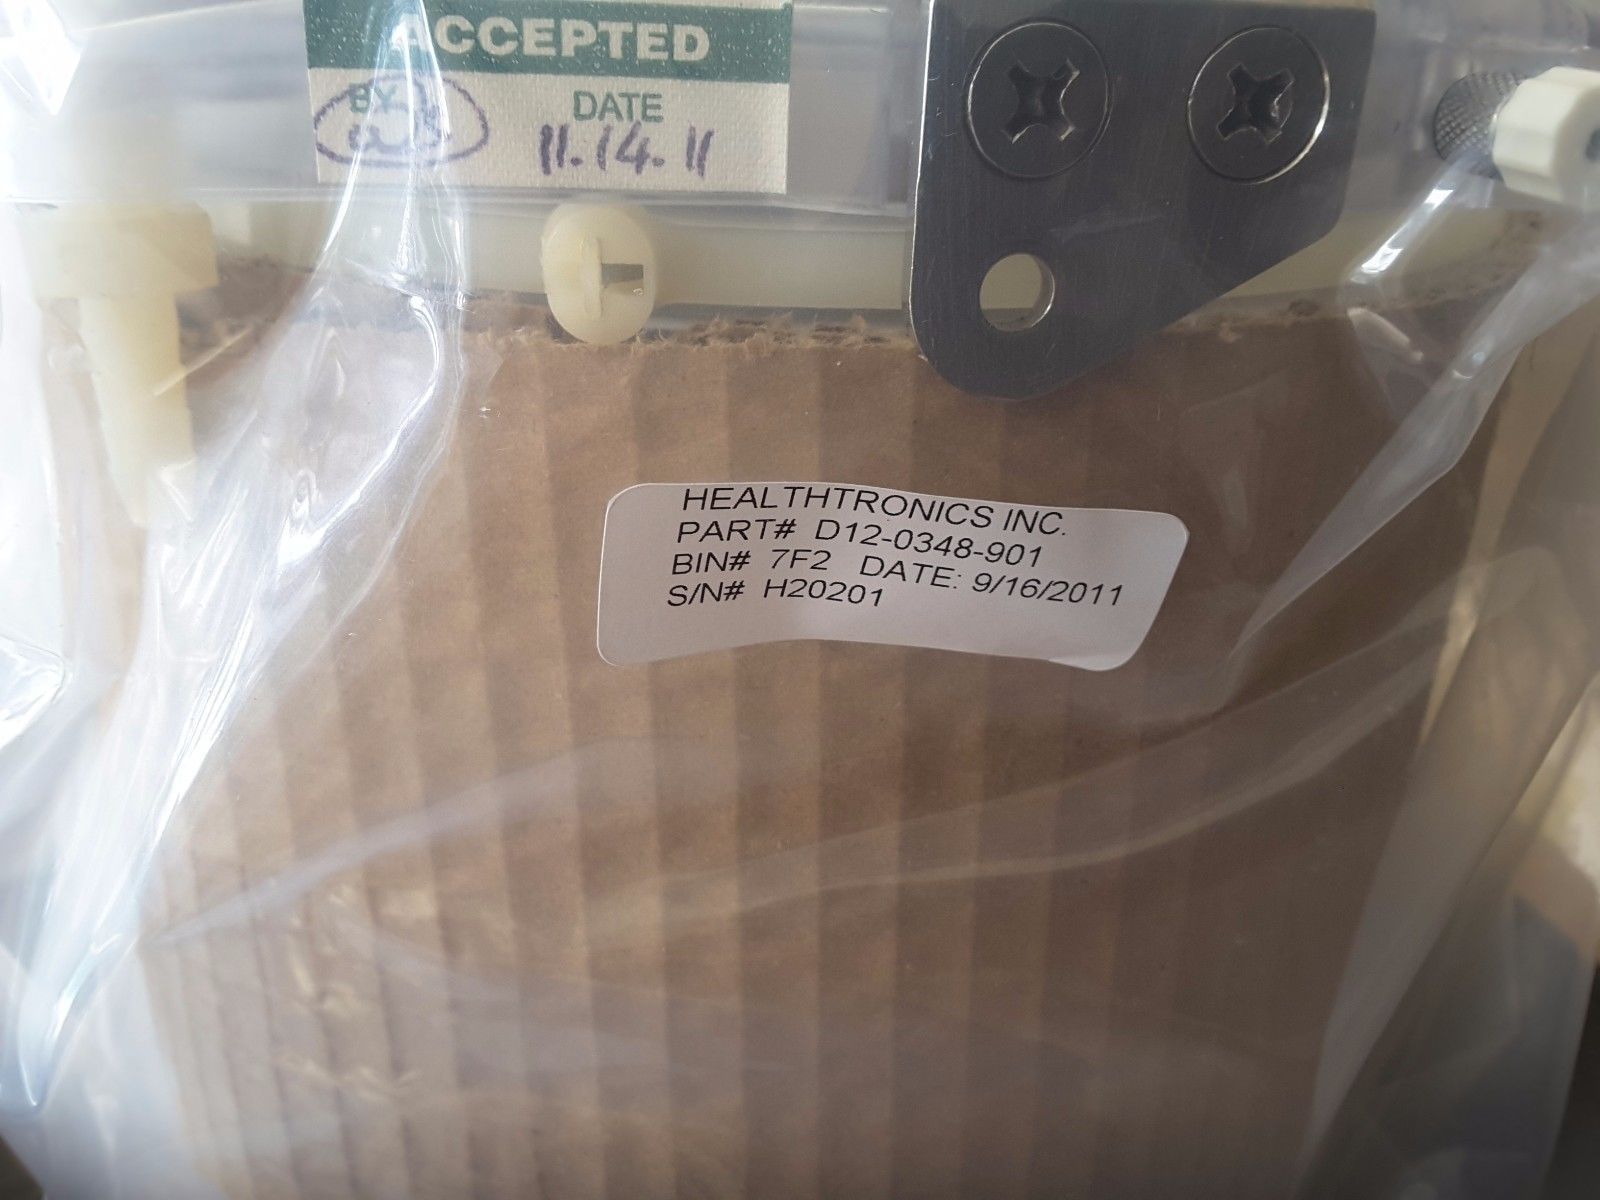 ACCEPTED
BY DATE
11.14.11
HEALTHTRONICS INC.
PART# D12-0348-901
BIN# 7F2 DATE: 9/16/2011
S/N# H20201